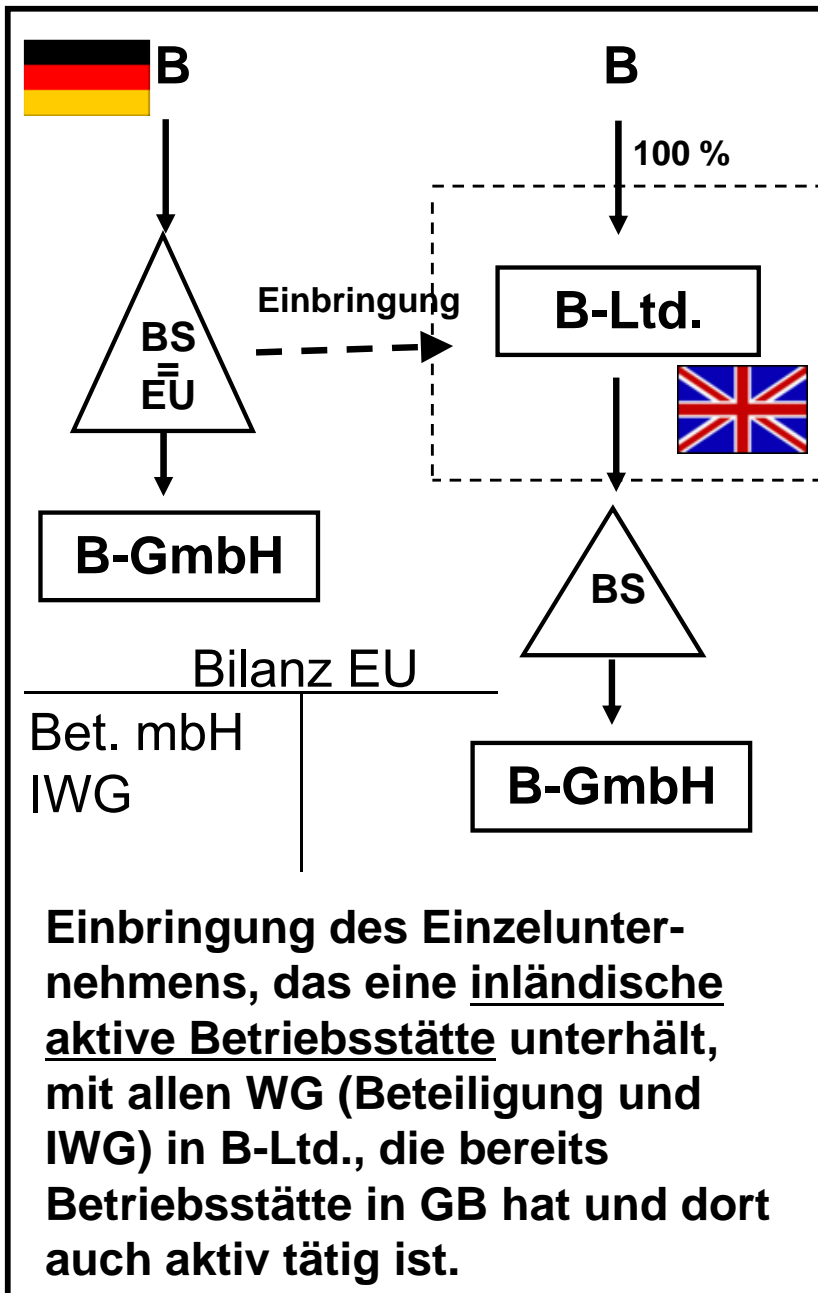 B
B
100 %
Einbringung
B-Ltd.
BS
=
EU
B-GmbH
BS
Bilanz EU
Bet. mbH
IWG
B-GmbH
Einbringung des Einzelunter-
nehmens, das eine inländische
aktive Betriebsstätte unterhält,
mit allen WG (Beteiligung und
IWG) in B-Ltd., die bereits
Betriebsstätte in GB hat und dort
auch aktiv tätig ist.